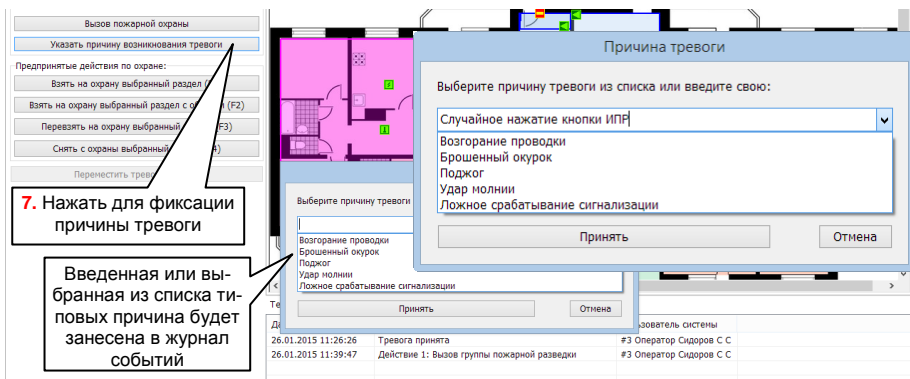 Вызов пожарной охраны
Указать причину возникновения тревоги
Предпринятые действия по охране:
Взять на охрану выбранный раздел
Взять на охрану выбранный раздел с (F2)
Перевзять на охрану выбранный F3)
Снять с охраны выбранный 4)
Переместить
7. Нажать для фиксации
причины тревоги
Введенная или вы-
бранная из списка ти-
повых причина будет
занесена в журнал
событий
Причина тревоги
Выберите причину тревоги из списка или введите свою:
Случайное нажатие кнопки ИПР
Возгорание проводки
Брошенный окурок
Поджог
Удар молнии
Ложное срабатывание сигнализации
Принять Отмена
Выберите причину тревоги
Возгорание проводки
Брошенный окурок
Поджог
Удар молнии
Ложное срабатывание сигнализации
Принять Отмена
системы
26.01.2015 11:26:26 Тревога принята #3 Оператор Сидоров С С
26.01.2015 11:39:47 Действие 1: Вызов группы пожарной разведки #3 Оператор Сидоров С С